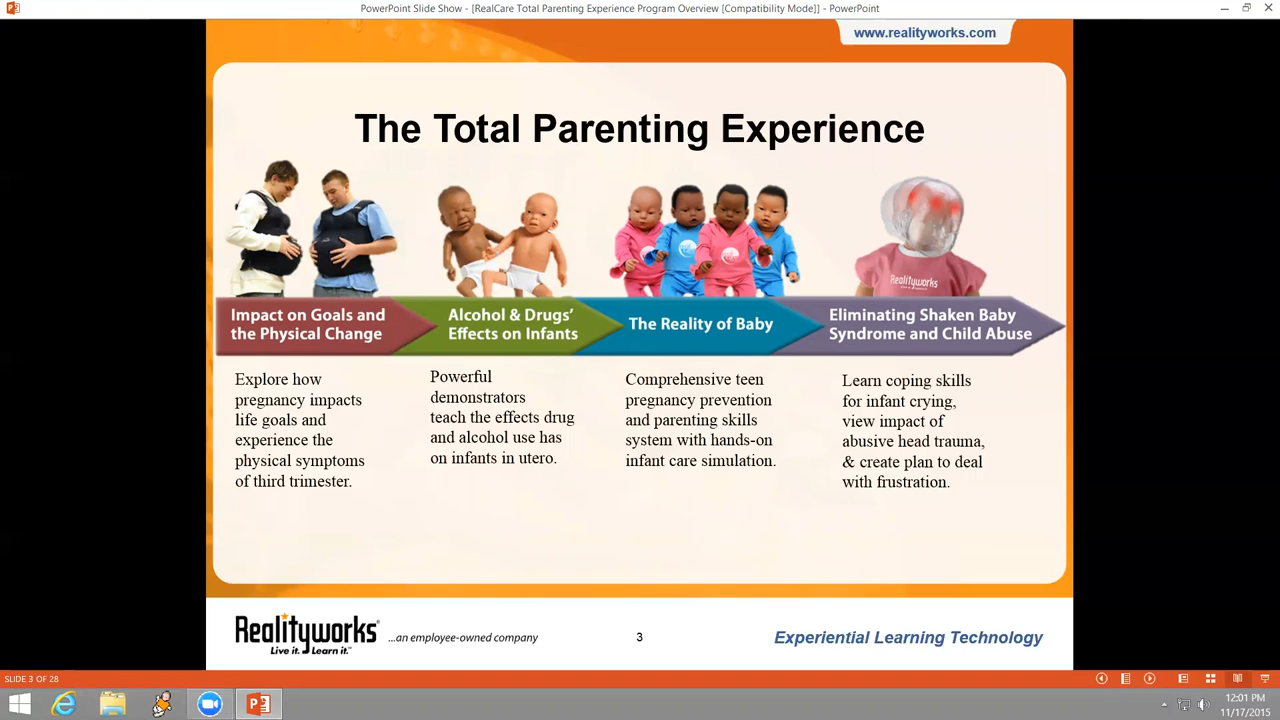 PowerPoint Slide Show - [RealCare Total Parenting Experience Program Overview [Compatibility Mode]] - PowerPoint
www.realityworks.com
The Total Parenting Experience
Realityworks
Impact on Goals and
the Physical Change
Alcohol & Drugs'
Effects on Infants
The Reality of Baby
Eliminating Shaken Baby
Syndrome and Child Abuse
Explore how
pregnancy impacts
life goals and
experience the
physical symptoms
of third trimester.
Powerful
demonstrators
teach the effects drug
and alcohol use has
on infants in utero.
Comprehensive teen
pregnancy prevention
and parenting skills
system with hands-on
infant care simulation.
Learn coping skills
for infant crying,
view impact of
abusive head trauma,
& create plan to deal
with frustration.
Realityworks®
Live it. Learn it.™
...an employee-owned company
3
Experiential Learning Technology
SLIDE 3 OF 28
12:01 PM
11/17/2015